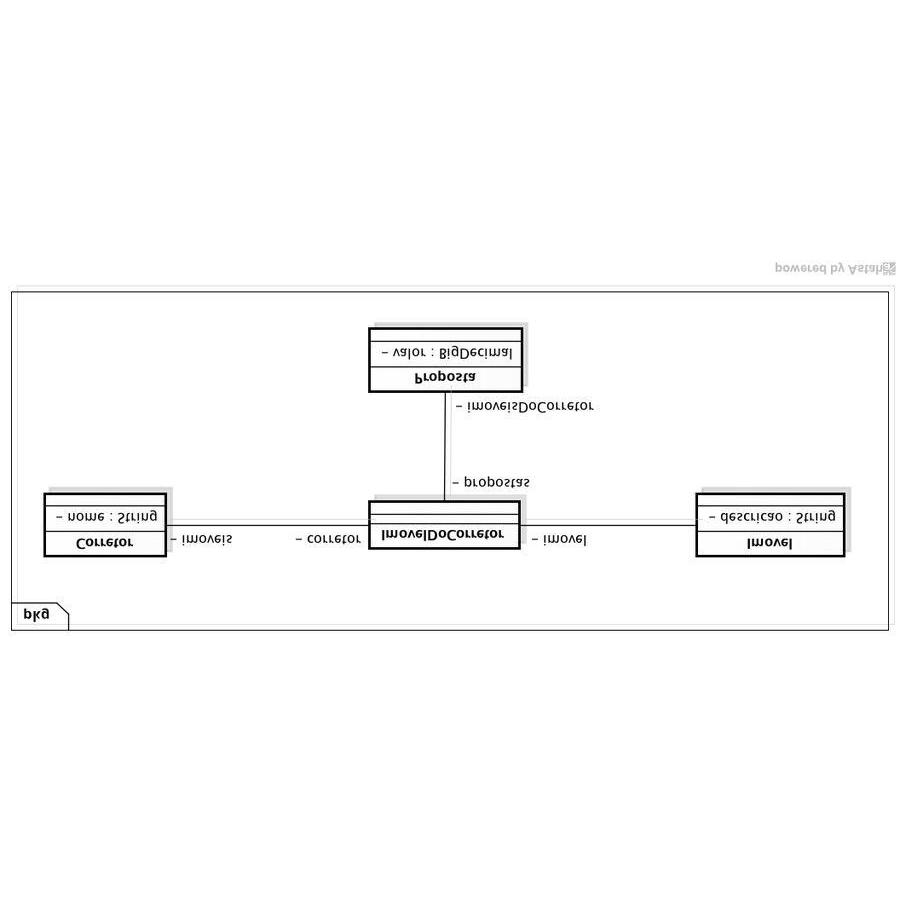 pkg
Corretor
- nome : String
- imoveis
- corretor
ImovelDoCorretor
- imovel
Imovel
- descricao : String
- propostas
- imoveisDoCorretor
Proposta
- valor : BigDecimal
powered by Astah